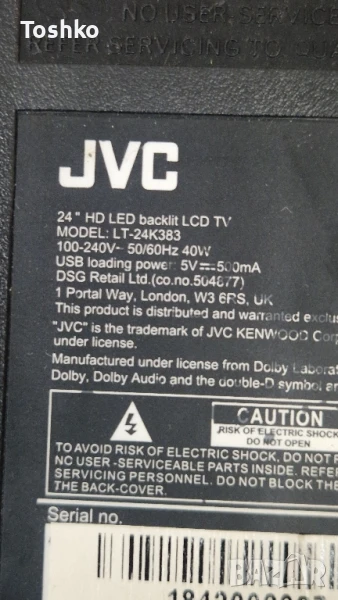 Toshko
NO USER-SERVICE
REFER SERVICING TO QUA
JVC
24" HD LED backlit LCD TV
MODEL: LT-24K383
100-240V~ 50/60Hz 40W
USB loading power: 5V⎓500mA
DSG Retail Ltd.(co.no.504877)
1 Portal Way, London, W3 6RS, UK
This product is distributed and warranted exclus
"JVC" is the trademark of JVC KENWOOD Corp
under license.
Manufactured under license from Dolby Laborat
Dolby, Dolby Audio and the double-D symbol ar
CAUTION
RISK OF ELECTRIC SHOCK
DO NOT OPEN
TO AVOID RISK OF ELECTRIC SHOCK, DO NOT R
NC USER -SERVICEABLE PARTS INSIDE. REFER
SERVICING PERSONNEL. DO NOT BLOCK THE
THE BACK-COVER.
Serial no.